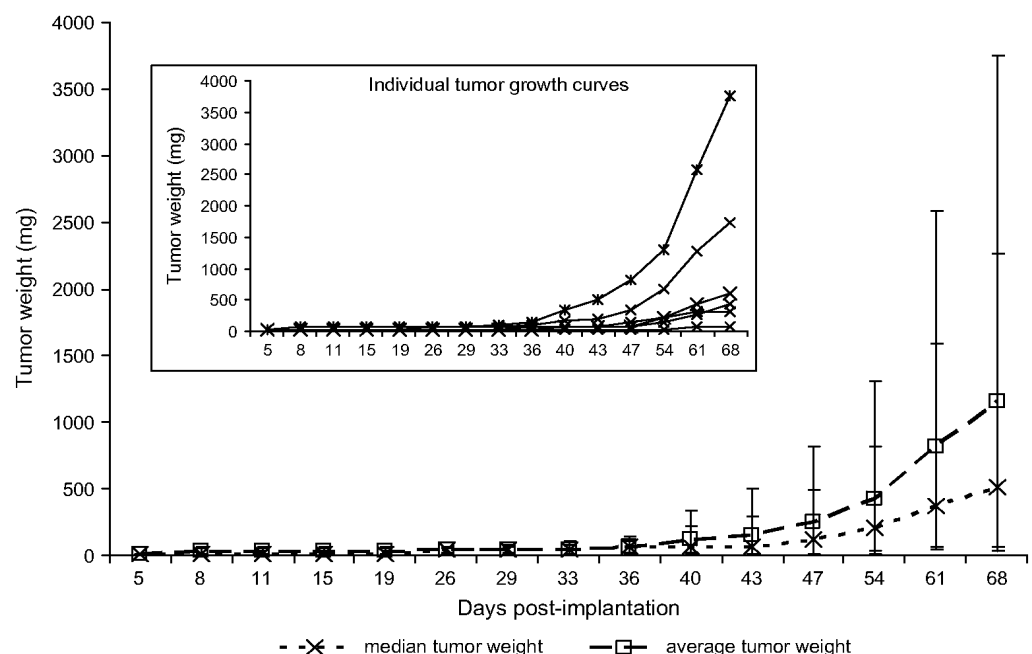 Tumor weight (mg)
4000
3500
3000
2500
2000
1500
1000
500
0
Individual tumor growth curves
Tumor weight (mg)
4000
3500
3000
2500
2000
1500
1000
500
0
5 8 11 15 19 26 29 33 36 40 43 47 54 61 68
5 8 11 15 19 26 29 33 36 40 43 47 54 61 68
Days post-implantation
median tumor weight average tumor weight